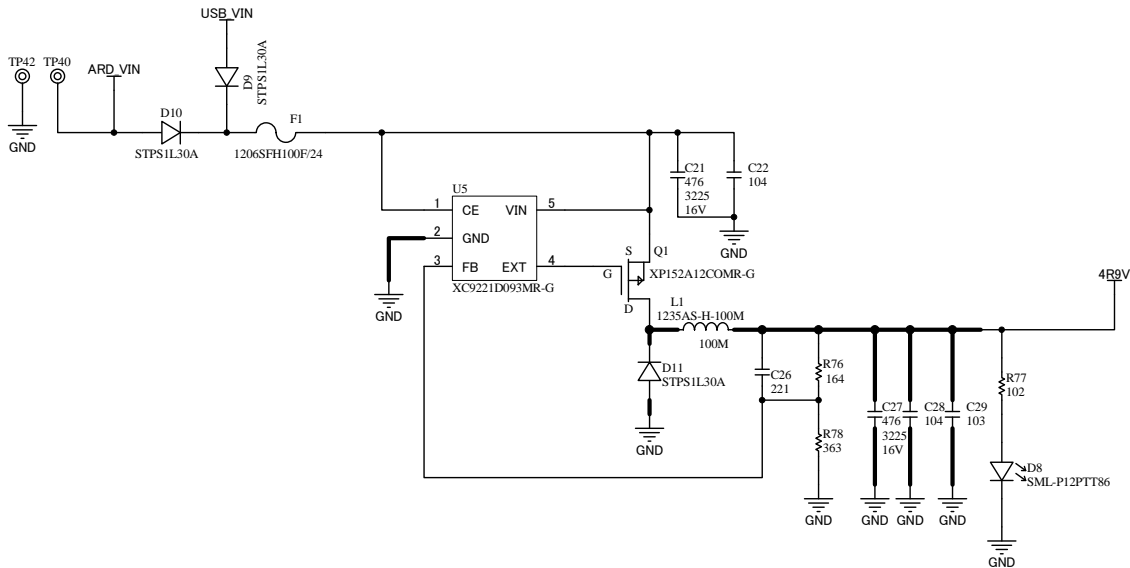 USB_VIN
TP42
TP40
ARD_VIN
D9
STPS1L30A
D10
STPS1L30A
GND
F1
1206SFH100F/24
U5
1 CE VIN 5
2 GND
3 FB EXT 4
XC9221D093MR-G
GND
C21
476
3225
16V
C22
104
GND
S
Q1
G
XP152A12COMR-G
D
L1
1235AS-H-100M
100M
4R9V
D11
STPS1L30A
GND
C26
221
R76
164
R78
363
GND
C27
476
3225
16V
GND
C28
104
GND
C29
103
GND
R77
102
D8
SML-P12PTT86
GND